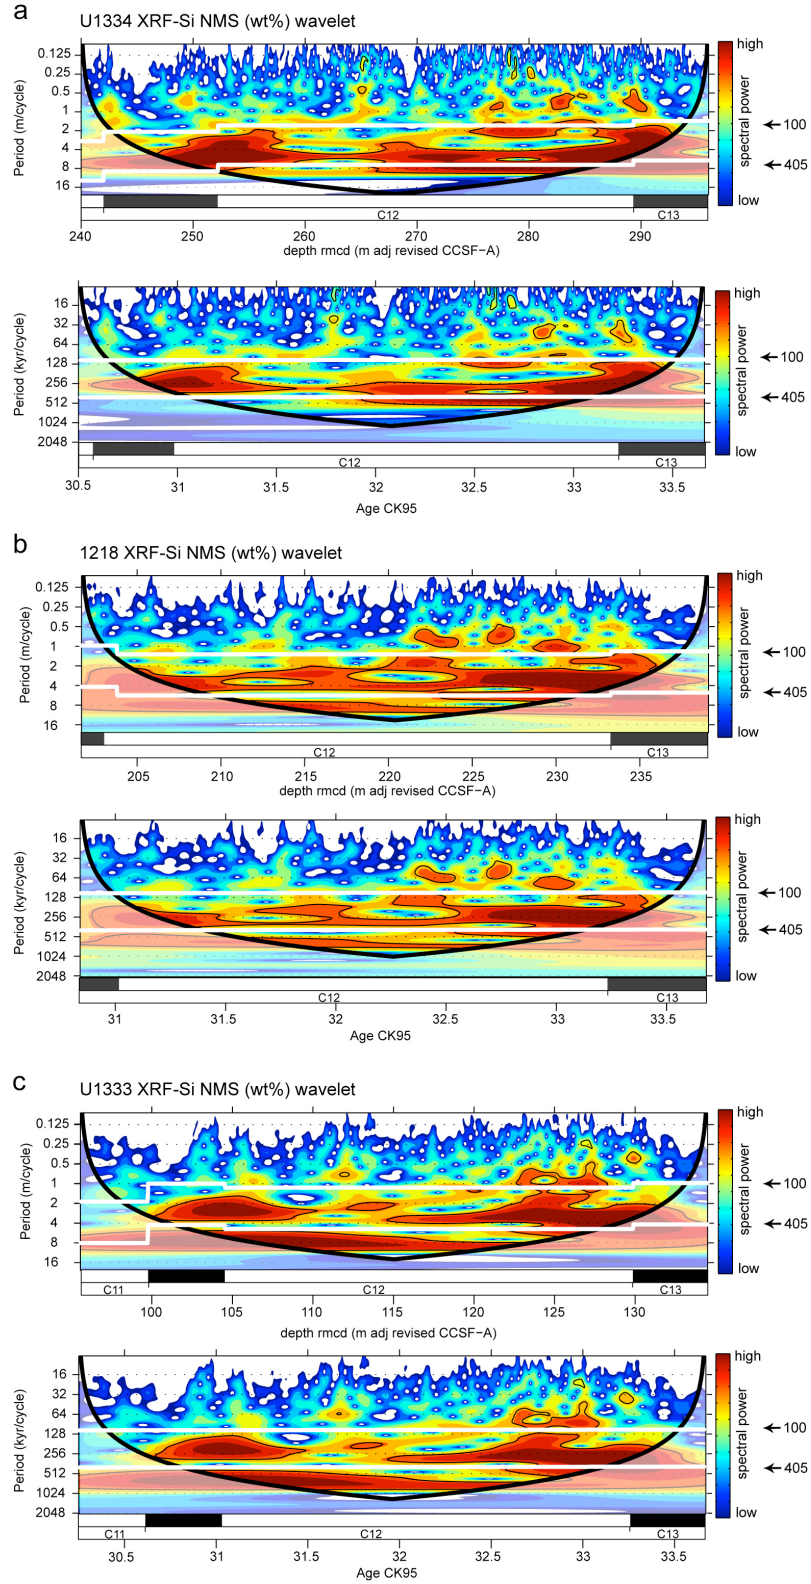 a
U1334 XRF-Si NMS (wt%) wavelet
Period (m/cycle)
0.125
0.25
0.5
1
2
4
8
16
high
spectral power
low
100
405
C12
C13
240 250 260 270 280 290
depth rmcd (m adj revised CCSF−A)
Period (kyr/cycle)
16
32
64
128
256
512
1024
2048
high
spectral power
low
100
405
C12
C13
30.5 31 31.5 32 32.5 33 33.5
Age CK95
b
1218 XRF-Si NMS (wt%) wavelet
Period (m/cycle)
0.125
0.25
0.5
1
2
4
8
16
high
spectral power
low
100
405
C12
C13
205 210 215 220 225 230 235
depth rmcd (m adj revised CCSF−A)
Period (kyr/cycle)
16
32
64
128
256
512
1024
2048
high
spectral power
low
100
405
C12
C13
31 31.5 32 32.5 33 33.5
Age CK95
c
U1333 XRF-Si NMS (wt%) wavelet
Period (m/cycle)
0.125
0.25
0.5
1
2
4
8
16
high
spectral power
low
100
405
C11
C12
C13
100 105 110 115 120 125 130
depth rmcd (m adj revised CCSF−A)
Period (kyr/cycle)
16
32
64
128
256
512
1024
2048
high
spectral power
low
100
405
C11
C12
C13
30.5 31 31.5 32 32.5 33 33.5
Age CK95